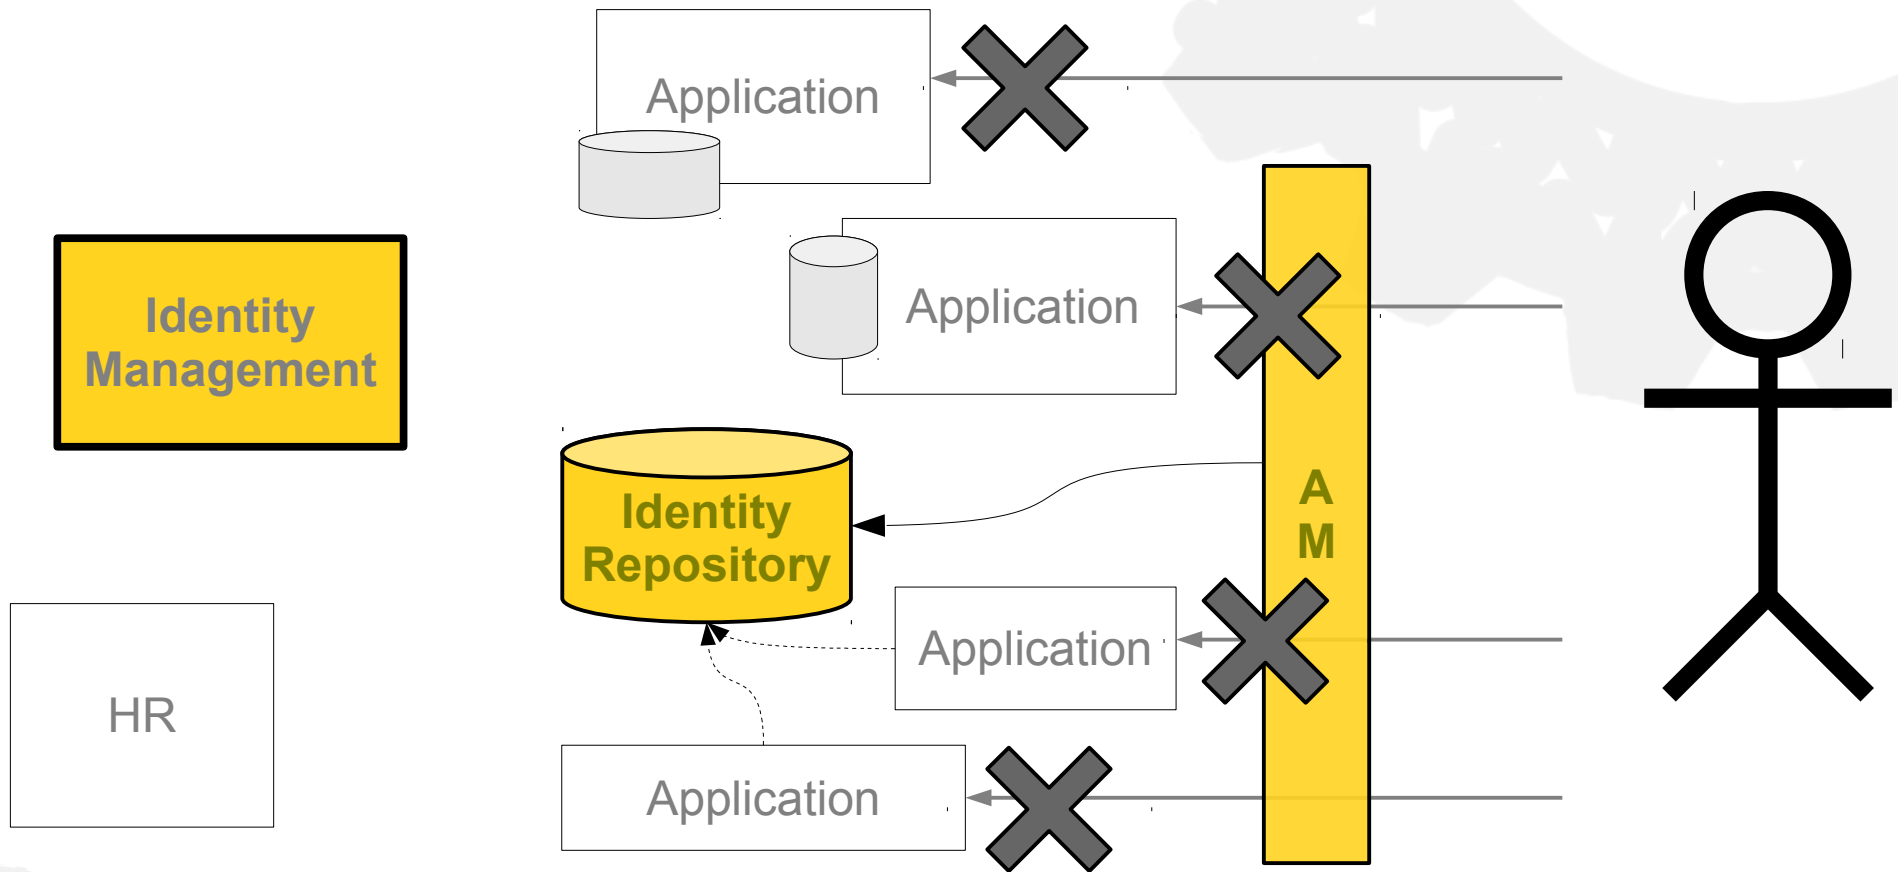 Application
Identity
Management
Application
Identity
Repository
A
M
Application
HR
Application